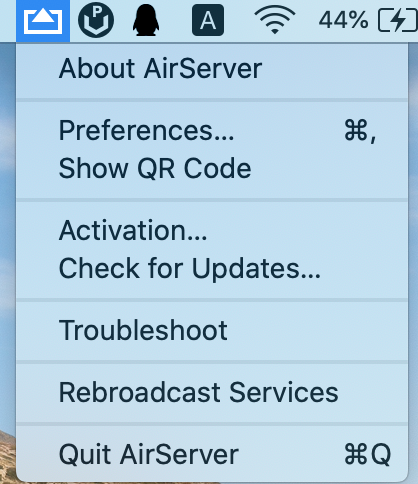 P
A
44%
About AirServer
Preferences... ⌘,
Show QR Code
Activation...
Check for Updates...
Troubleshoot
Rebroadcast Services
Quit AirServer ⌘Q